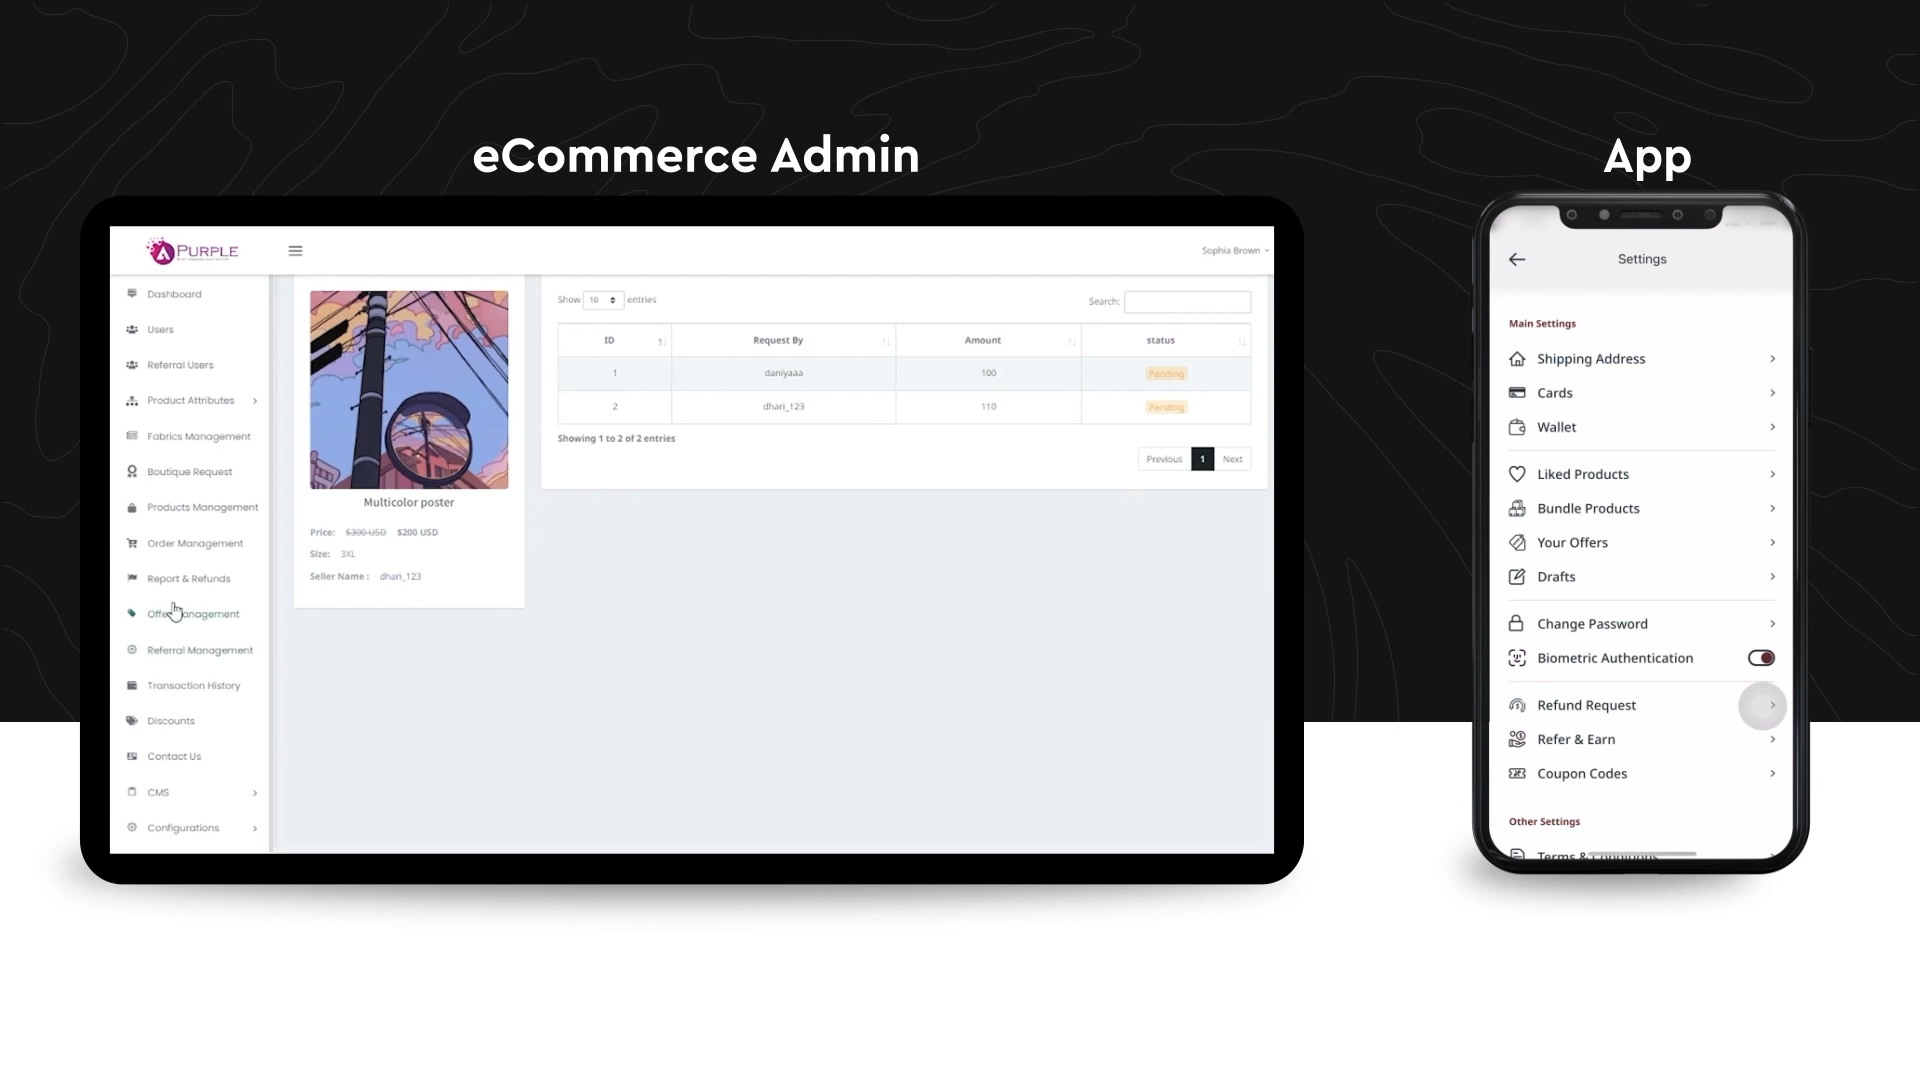 eCommerce Admin
App
PURPLE
Sophia Brown
Dashboard
Users
Referral Users
Product Attributes
Fabrics Management
Boutique Request
Products Management
Order Management
Report & Refunds
Offer Management
Referral Management
Transaction History
Discounts
Contact Us
CMS
Configurations
Multicolor poster
Price: $300 USD $200 USD
Size: 3XL
Seller Name : dhari_123
Show 10 entries
Search:
ID Request By Amount status
1 daniyaaa 100 Pending
2 dhari_123 110 Pending
Showing 1 to 2 of 2 entries
Previous 1 Next
Settings
Main Settings
Shipping Address
Cards
Wallet
Liked Products
Bundle Products
Your Offers
Drafts
Change Password
Biometric Authentication
Refund Request
Refer & Earn
Coupon Codes
Other Settings
Terms & Conditions